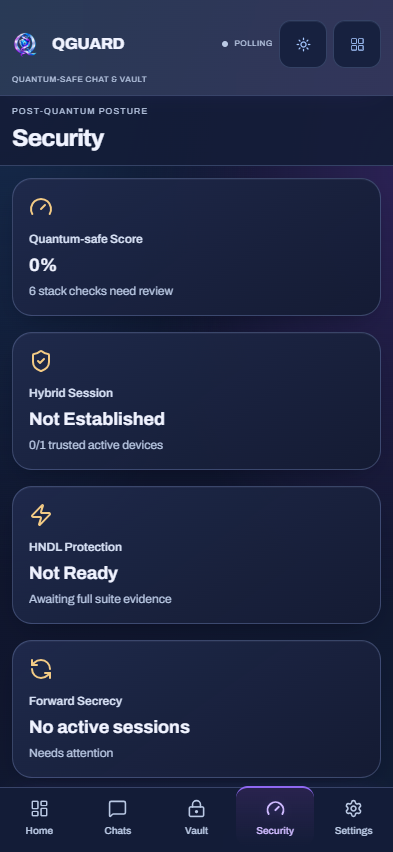 QGUARD
POLLING
QUANTUM-SAFE CHAT & VAULT
POST-QUANTUM POSTURE
Security
Quantum-safe Score
0%
6 stack checks need review
Hybrid Session
Not Established
0/1 trusted active devices
HNDL Protection
Not Ready
Awaiting full suite evidence
Forward Secrecy
No active sessions
Needs attention
Home
Chats
Vault
Security
Settings